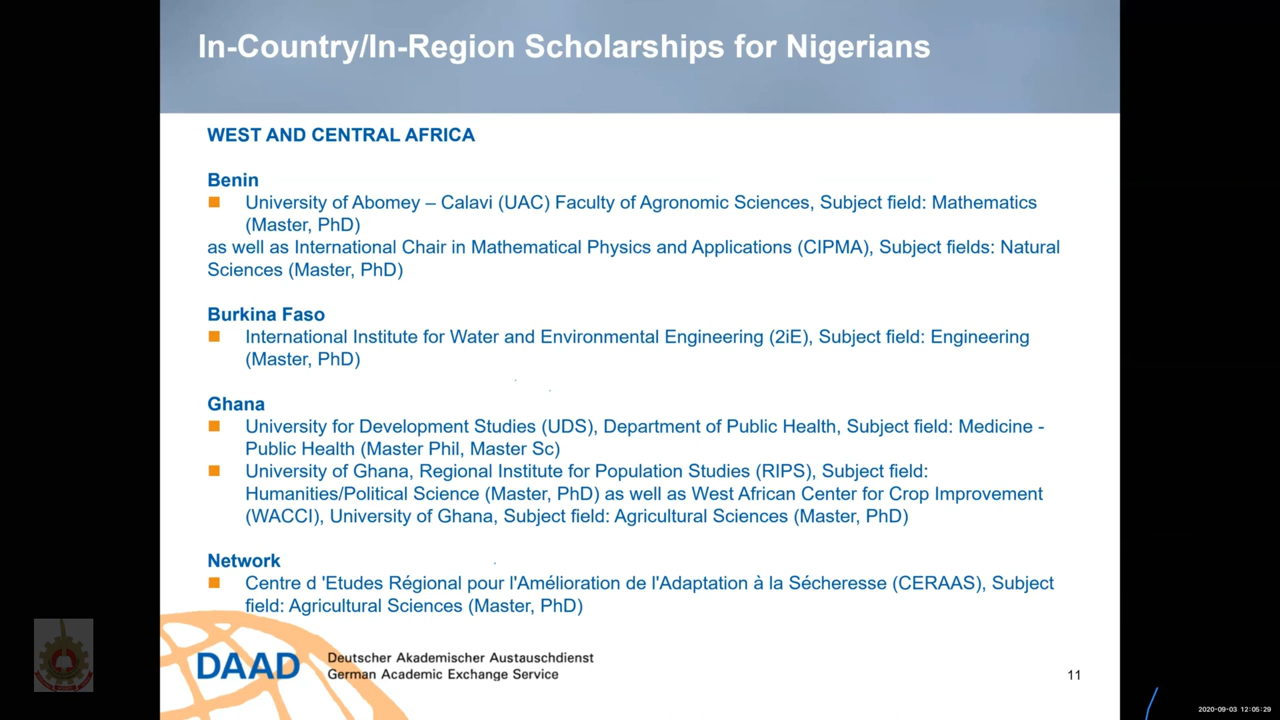 In-Country/In-Region Scholarships for Nigerians
WEST AND CENTRAL AFRICA
Benin
University of Abomey – Calavi (UAC) Faculty of Agronomic Sciences, Subject field: Mathematics
(Master, PhD)
as well as International Chair in Mathematical Physics and Applications (CIPMA), Subject fields: Natural
Sciences (Master, PhD)
Burkina Faso
International Institute for Water and Environmental Engineering (2iE), Subject field: Engineering
(Master, PhD)
Ghana
University for Development Studies (UDS), Department of Public Health, Subject field: Medicine -
Public Health (Master Phil, Master Sc)
University of Ghana, Regional Institute for Population Studies (RIPS), Subject field:
Humanities/Political Science (Master, PhD) as well as West African Center for Crop Improvement
(WACCI), University of Ghana, Subject field: Agricultural Sciences (Master, PhD)
Network
Centre d 'Etudes Régional pour l'Amélioration de l'Adaptation à la Sécheresse (CERAAS), Subject
field: Agricultural Sciences (Master, PhD)
DAAD
Deutscher Akademischer Austauschdienst
German Academic Exchange Service
11
2020-09-03 12:05:29